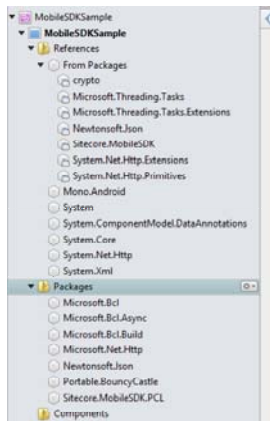 MobileSDKSample
MobileSDKSample
References
From Packages
crypto
Microsoft.Threading.Tasks
Microsoft.Threading.Tasks.Extensions
Newtonsoft.Json
Sitecore.MobileSDK
System.Net.Http.Extensions
System.Net.Http.Primitives
Mono.Android
System
System.ComponentModel.DataAnnotations
System.Core
System.Net.Http
System.Xml
Packages
Microsoft.Bcl
Microsoft.Bcl.Async
Microsoft.Bcl.Build
Microsoft.Net.Http
Newtonsoft.Json
Portable.BouncyCastle
Sitecore.MobileSDK.PCL
Components